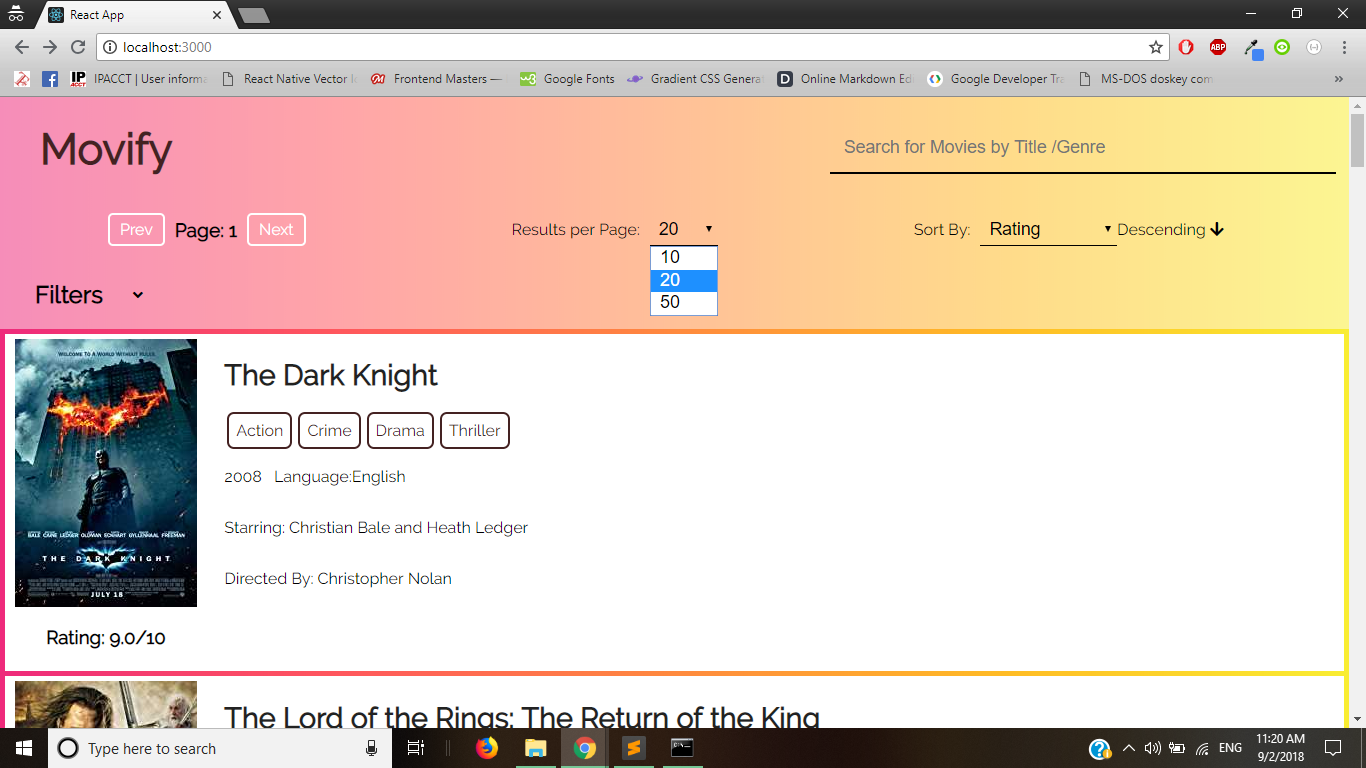 React App
localhost:3000
IPACCT | User informa
React Native Vector I
Frontend Masters —
Google Fonts
Gradient CSS Genera
Online Markdown Ed
Google Developer Tra
MS-DOS doskey com
»
Movify
Search for Movies by Title /Genre
Prev Page: 1 Next
Results per Page: 20
Sort By: Rating Descending
10
20
50
Filters
WELCOME TO A WORLD WITHOUT RULES.
BALE CAINE LEDGER OLDMAN ECKHART GYLLENHAAL FREEMAN
THE DARK KNIGHT
JULY 18
The Dark Knight
Action Crime Drama Thriller
2008 Language:English
Starring: Christian Bale and Heath Ledger
Directed By: Christopher Nolan
Rating: 9.0/10
The Lord of the Rings: The Return of the King
Type here to search
ENG
11:20 AM
9/2/2018